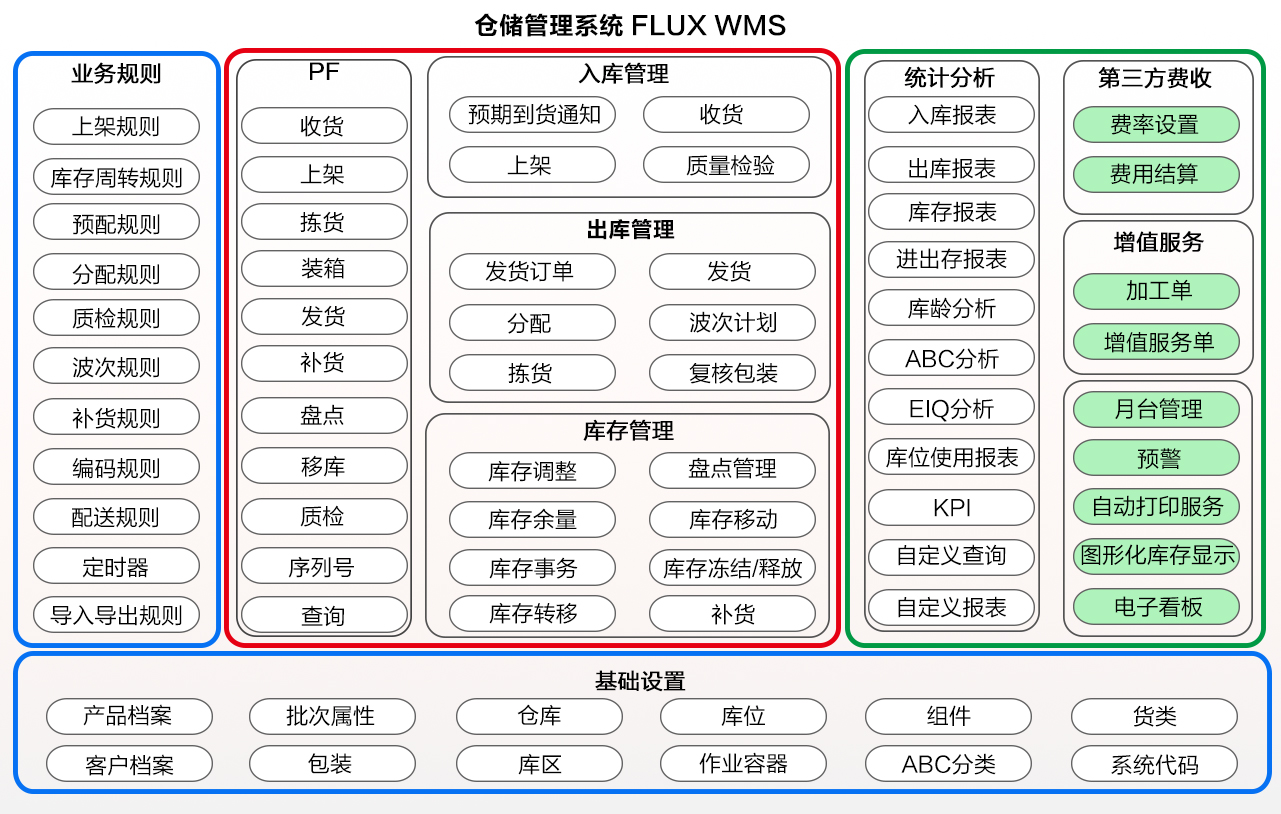 仓储管理系统 FLUX WMS
业务规则
上架规则
库存周转规则
预配规则
分配规则
质检规则
波次规则
补货规则
编码规则
配送规则
定时器
导入导出规则
PF
收货
上架
拣货
装箱
发货
补货
盘点
移库
质检
序列号
查询
入库管理
预期到货通知
收货
上架
质量检验
出库管理
发货订单
发货
分配
波次计划
拣货
复核包装
库存管理
库存调整
盘点管理
库存余量
库存移动
库存事务
库存冻结/释放
库存转移
补货
统计分析
入库报表
出库报表
库存报表
进出存报表
库龄分析
ABC分析
EIQ分析
库位使用报表
KPI
自定义查询
自定义报表
第三方费收
费率设置
费用结算
增值服务
加工单
增值服务单
月台管理
预警
自动打印服务
图形化库存显示
电子看板
基础设置
产品档案
批次属性
仓库
库位
组件
货类
客户档案
包装
库区
作业容器
ABC分类
系统代码